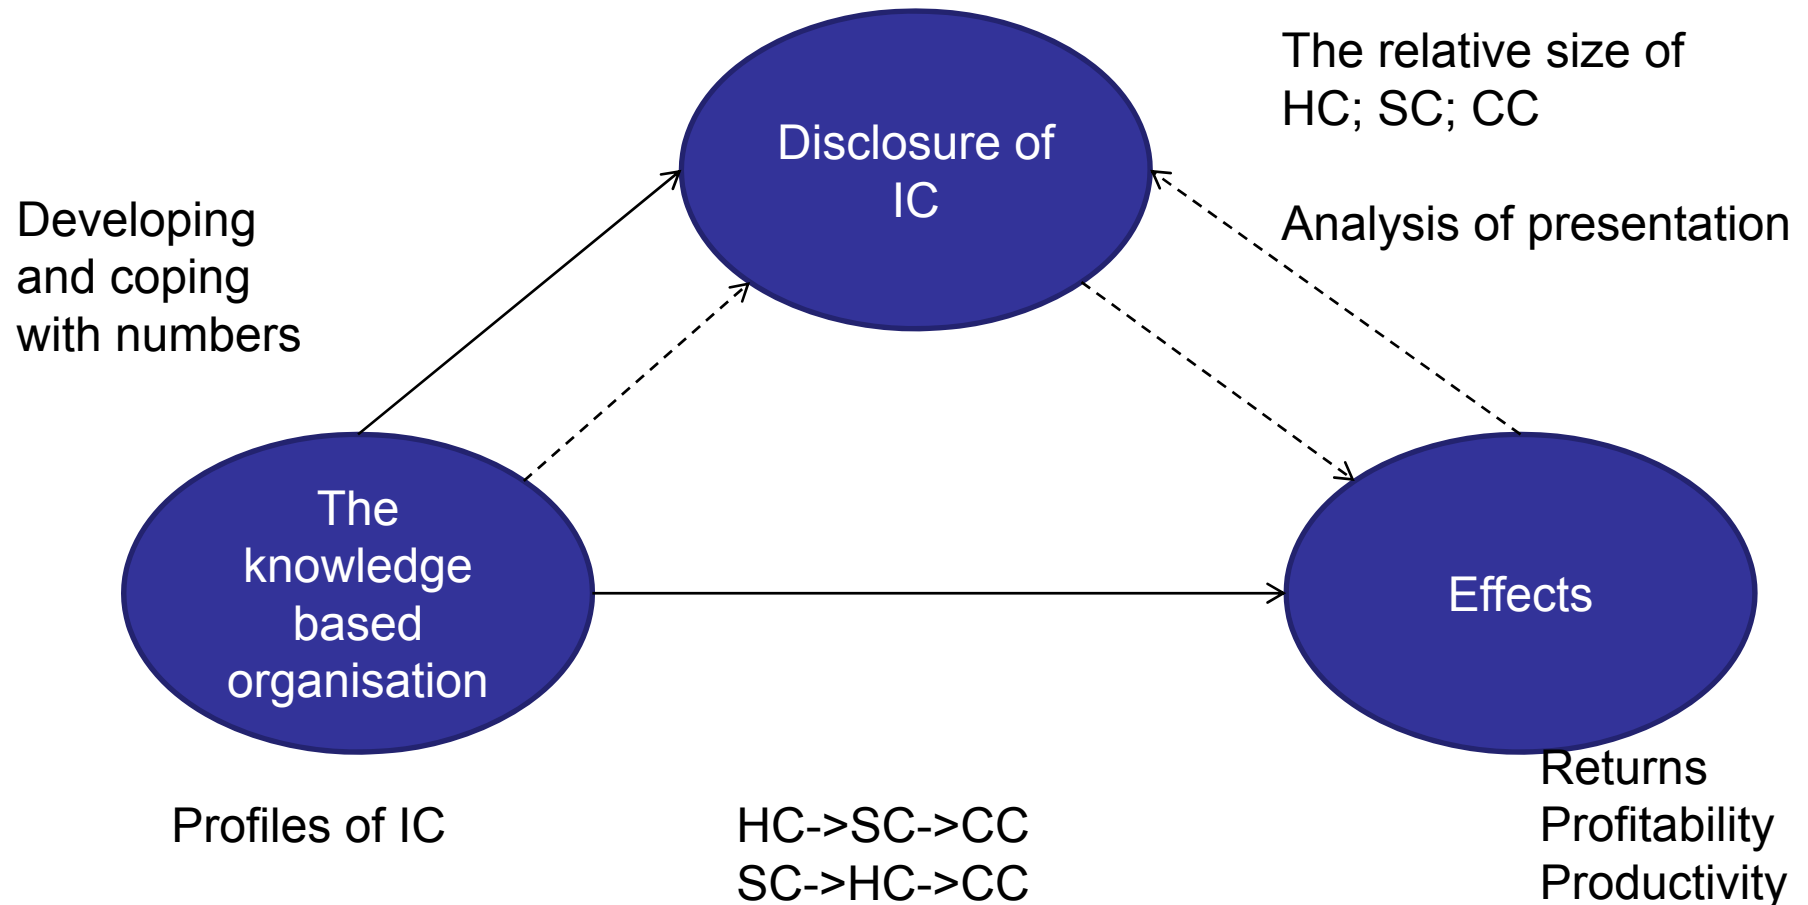 The relative size of
HC; SC; CC
Analysis of presentation
Disclosure of
IC
Developing
and coping
with numbers
The
knowledge
based
organisation
Effects
Profiles of IC
HC->SC->CC
SC->HC->CC
Returns
Profitability
Productivity